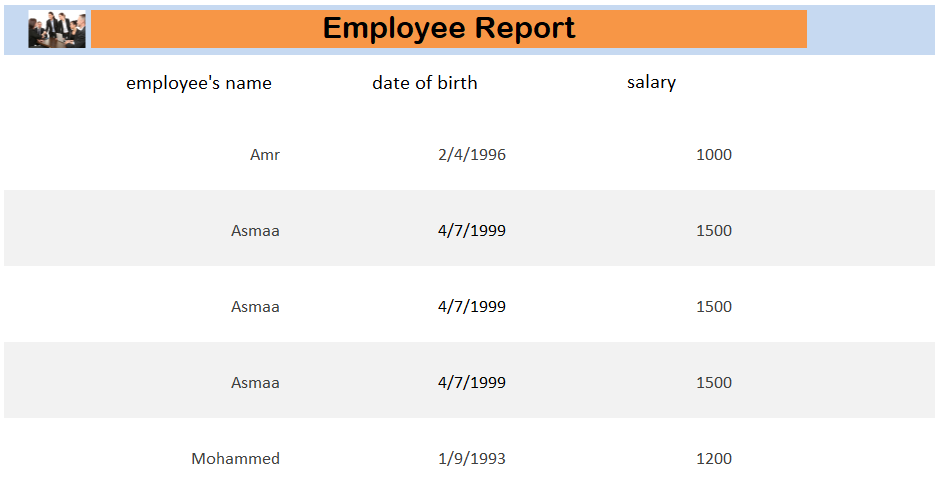 Employee Report
employee's name date of birth salary
Amr 2/4/1996 1000
Asmaa 4/7/1999 1500
Asmaa 4/7/1999 1500
Asmaa 4/7/1999 1500
Mohammed 1/9/1993 1200